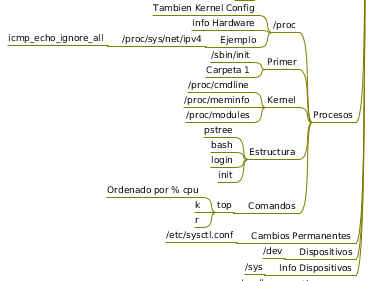 Tambien Kernel Config
Info Hardware
/proc
icmp_echo_ignore_all
/proc/sys/net/ipv4
Ejemplo
/sbin/init
Primer
Carpeta 1
/proc/cmdline
/proc/meminfo
Kernel
/proc/modules
Procesos
pstree
bash
Estructura
login
init
Ordenado por % cpu
k
top
Comandos
r
/etc/sysctl.conf
Cambios Permanentes
/dev
Dispositivos
/sys
Info Dispositivos